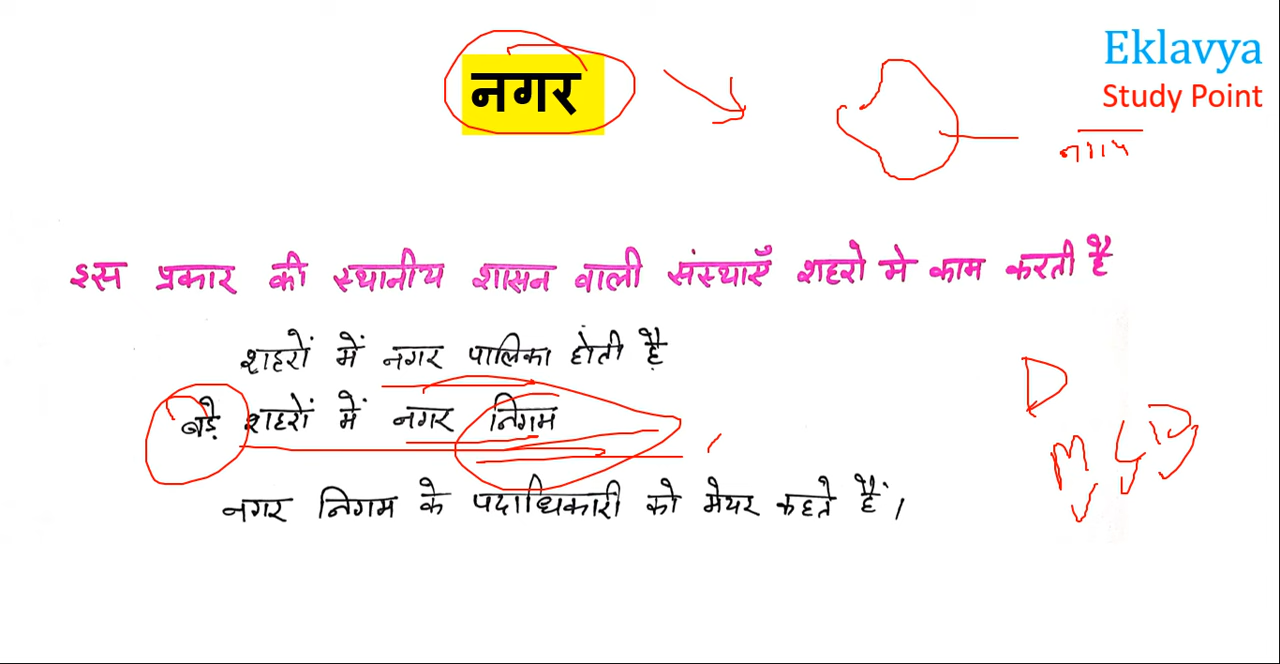 नगर
Eklavya
Study Point
इस प्रकार की स्थानीय शासन वाली संस्थाएँ शहरो मे काम करती है
शहरों में नगर पालिका होती है
बड़े शहरों में नगर निगम
नगर निगम के पदाधिकारी को मेयर कहते हैं।
D
M